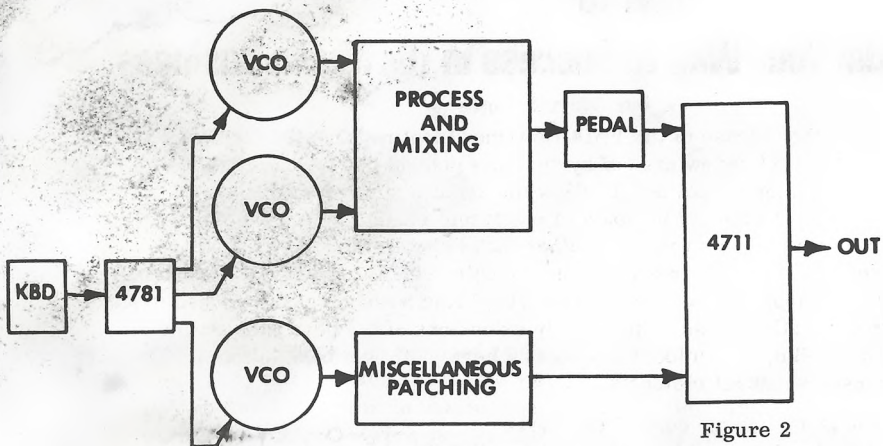 VCO
PROCESS
AND
MIXING
PEDAL
VCO
4711
OUT
KBD
4781
VCO
MISCELLANEOUS
PATCHING
Figure 2